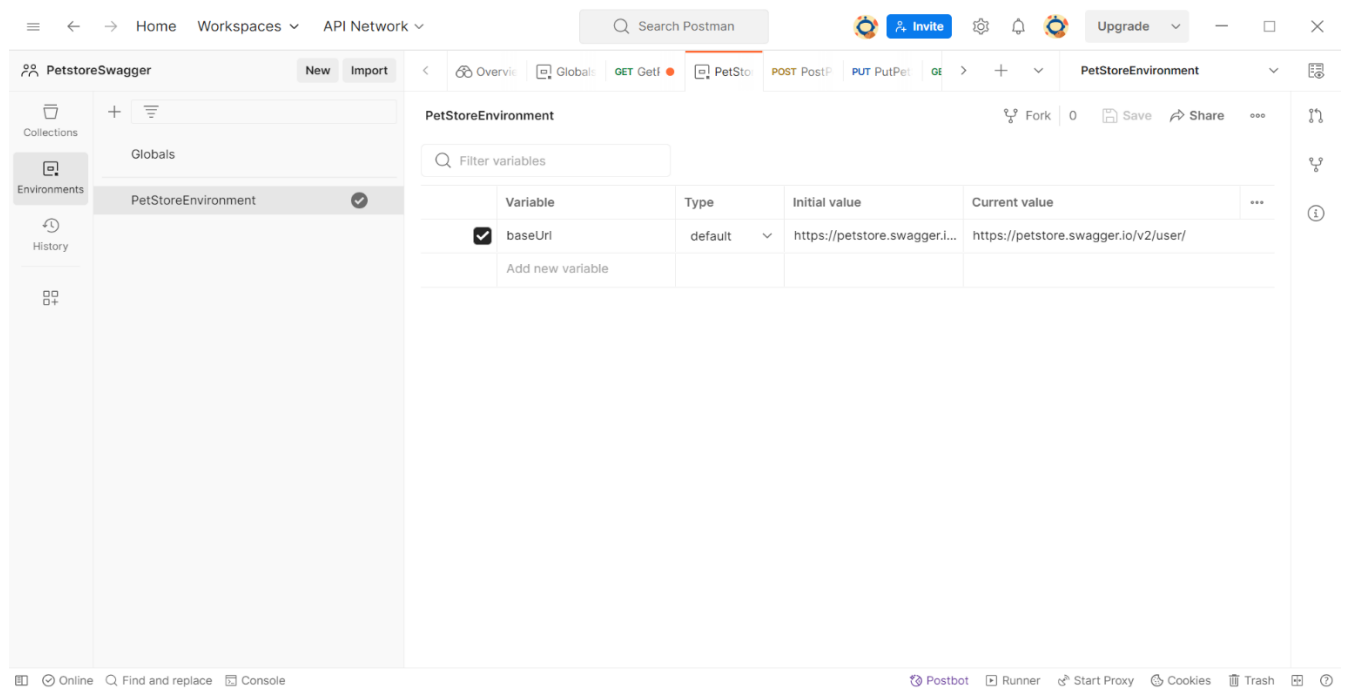 Home Workspaces API Network Search Postman Invite Upgrade
PetstoreSwagger New Import Overvie Globals GET GetF PetSto POST PostP PUT PutPet GE PetStoreEnvironment
Collections
Environments
History
Globals
PetStoreEnvironment
PetStoreEnvironment Fork 0 Save Share
Filter variables
Variable Type Initial value Current value
baseUrl default https://petstore.swagger.i... https://petstore.swagger.io/v2/user/
Add new variable
Online Find and replace Console Postbot Runner Start Proxy Cookies Trash